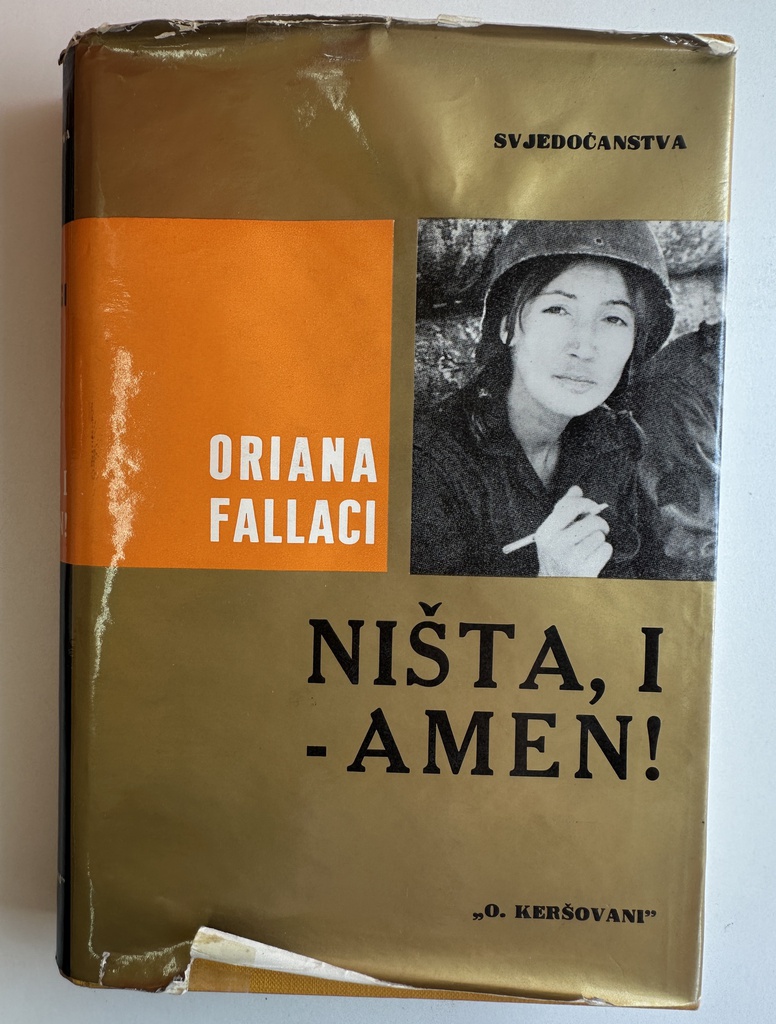 SVJEDOČANSTVA
ORIANA
FALLACI
NIŠTA, I
-AMEN!
„O. KERŠOVANI”